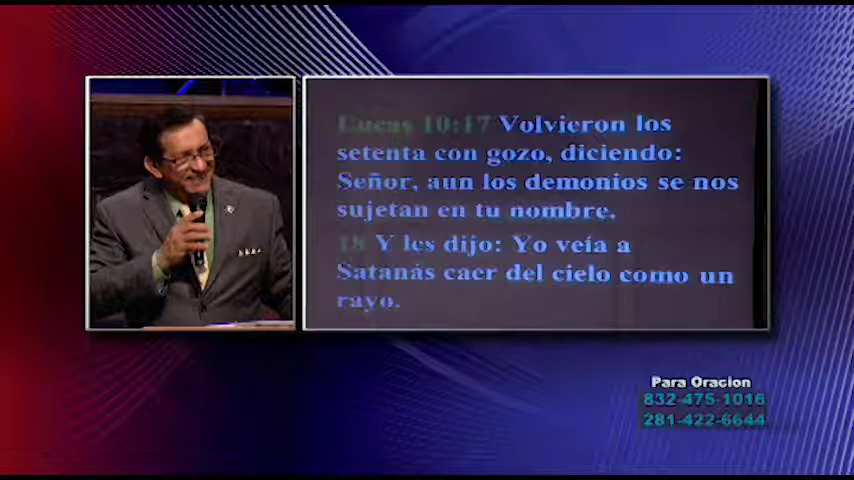 Lucas 10:17 Volvieron los
setenta con gozo, diciendo:
Señor, aun los demonios se nos
sujetan en tu nombre.
18 Y les dijo: Yo veía a
Satanás caer del cielo como un
rayo.
Para Oracion
832-475-1016
281-422-6644